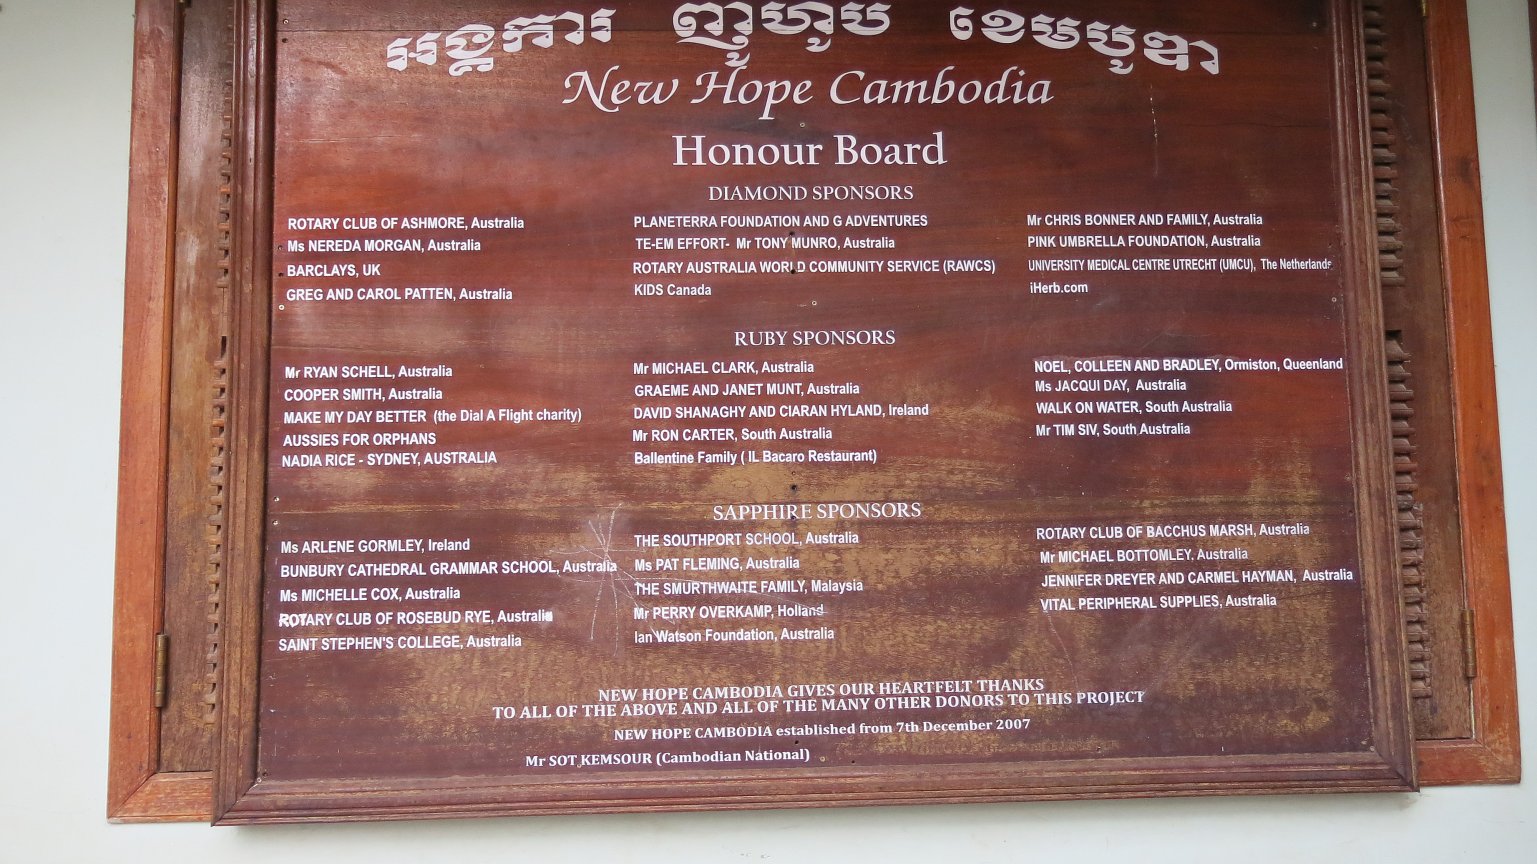 អង្គការ ញូហូប ខេមបូឌា
New Hope Cambodia
Honour Board
DIAMOND SPONSORS
ROTARY CLUB OF ASHMORE, Australia
Ms NEREDA MORGAN, Australia
BARCLAYS, UK
GREG AND CAROL PATTEN, Australia
PLANETERRA FOUNDATION AND G ADVENTURES
TE-EM EFFORT- Mr TONY MUNRO, Australia
ROTARY AUSTRALIA WORLD COMMUNITY SERVICE (RAWCS)
KIDS Canada
Mr CHRIS BONNER AND FAMILY, Australia
PINK UMBRELLA FOUNDATION, Australia
UNIVERSITY MEDICAL CENTRE UTRECHT (UMCU), The Netherlands
iHerb.com
RUBY SPONSORS
Mr RYAN SCHELL, Australia
COOPER SMITH, Australia
MAKE MY DAY BETTER (the Dial A Flight charity)
AUSSIES FOR ORPHANS
NADIA RICE - SYDNEY, AUSTRALIA
Mr MICHAEL CLARK, Australia
GRAEME AND JANET MUNT, Australia
DAVID SHANAGHY AND CIARAN HYLAND, Ireland
Mr RON CARTER, South Australia
Ballentine Family ( IL Bacaro Restaurant)
NOEL, COLLEEN AND BRADLEY, Ormiston, Queenland
Ms JACQUI DAY, Australia
WALK ON WATER, South Australia
Mr TIM SIV, South Australia
SAPPHIRE SPONSORS
Ms ARLENE GORMLEY, Ireland
BUNBURY CATHEDRAL GRAMMAR SCHOOL, Australia
Ms MICHELLE COX, Australia
ROTARY CLUB OF ROSEBUD RYE, Australia
SAINT STEPHEN'S COLLEGE, Australia
THE SOUTHPORT SCHOOL, Australia
Ms PAT FLEMING, Australia
THE SMURTHWAITE FAMILY, Malaysia
Mr PERRY OVERKAMP, Holland
Ian Watson Foundation, Australia
ROTARY CLUB OF BACCHUS MARSH, Australia
Mr MICHAEL BOTTOMLEY. Australia
JENNIFER DREYER AND CARMEL HAYMAN, Australia
VITAL PERIPHERAL SUPPLIES, Australia
NEW HOPE CAMBODIA GIVES OUR HEARTFELT THANKS
TO ALL OF THE ABOVE AND ALL OF THE MANY OTHER DONORS TO THIS PROJECT
NEW HOPE CAMBODIA established from 7th December 2007
Mr SOT KEMSOUR (Cambodian National)